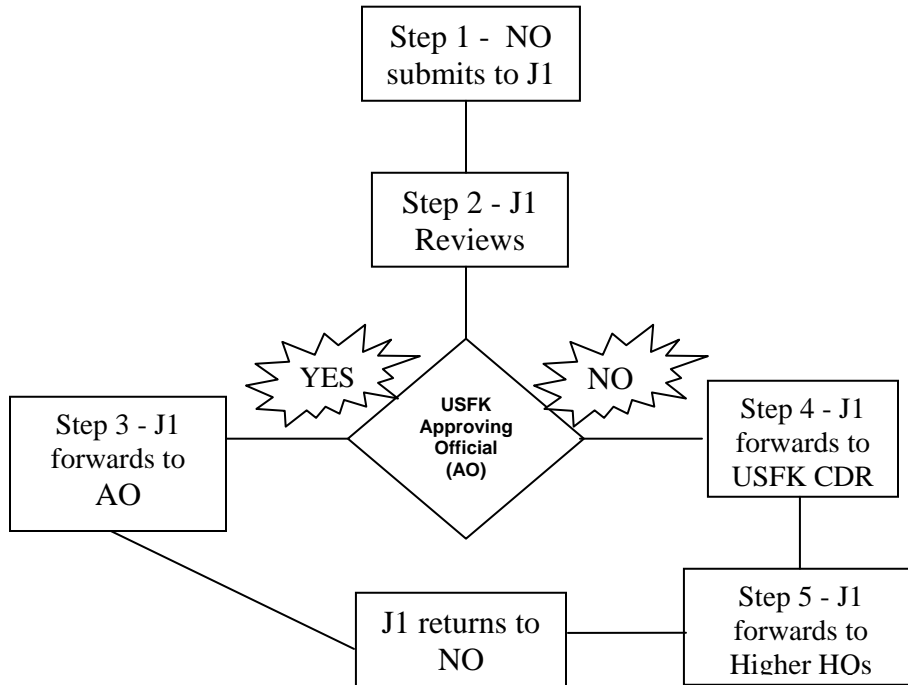 Step 1 - NO
submits to J1
Step 2 - J1
Reviews
YES
NO
USFK
Approving
Official
(AO)
Step 3 - J1
forwards to
AO
Step 4 - J1
forwards to
USFK CDR
J1 returns to
NO
Step 5 - J1
forwards to
Higher HQs